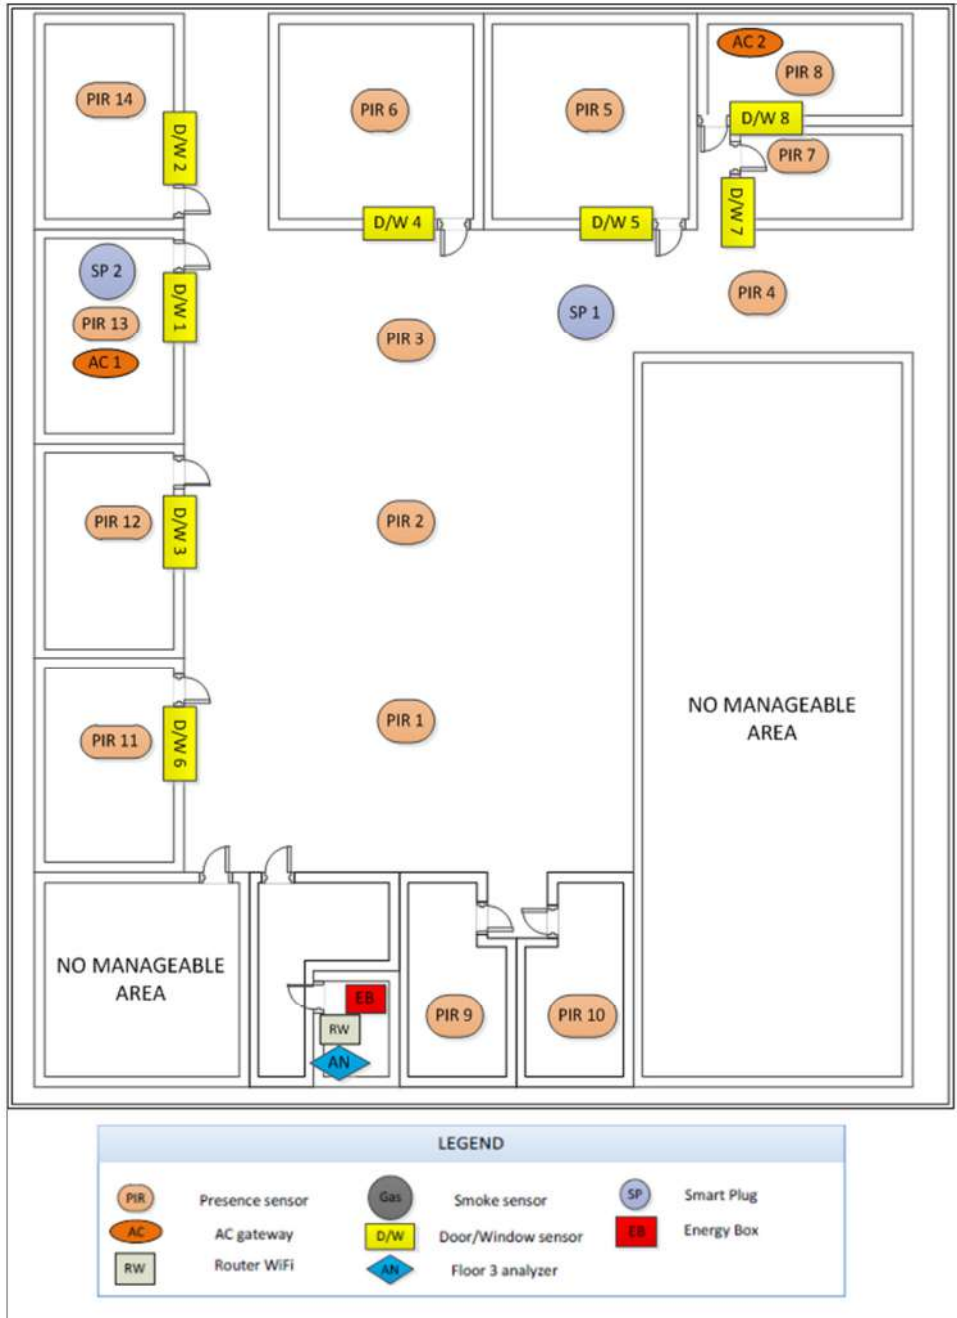 AC 2
PIR 14
PIR 6
PIR 5
PIR 8
D/W 8
D/W 2
PIR 7
D/W 4
D/W 5
D/W 7
SP 2
PIR 13
AC 1
D/W 1
PIR 3
SP 1
PIR 4
PIR 12
D/W 3
PIR 2
PIR 11
D/W 6
PIR 1
NO MANAGEABLE
AREA
NO MANAGEABLE
AREA
EB
RW
AN
PIR 9
PIR 10
LEGEND
PIR Presence sensor
Gas Smoke sensor
SP Smart Plug
AC AC gateway
D/W Door/Window sensor
EB Energy Box
RW Router WiFi
AN Floor 3 analyzer